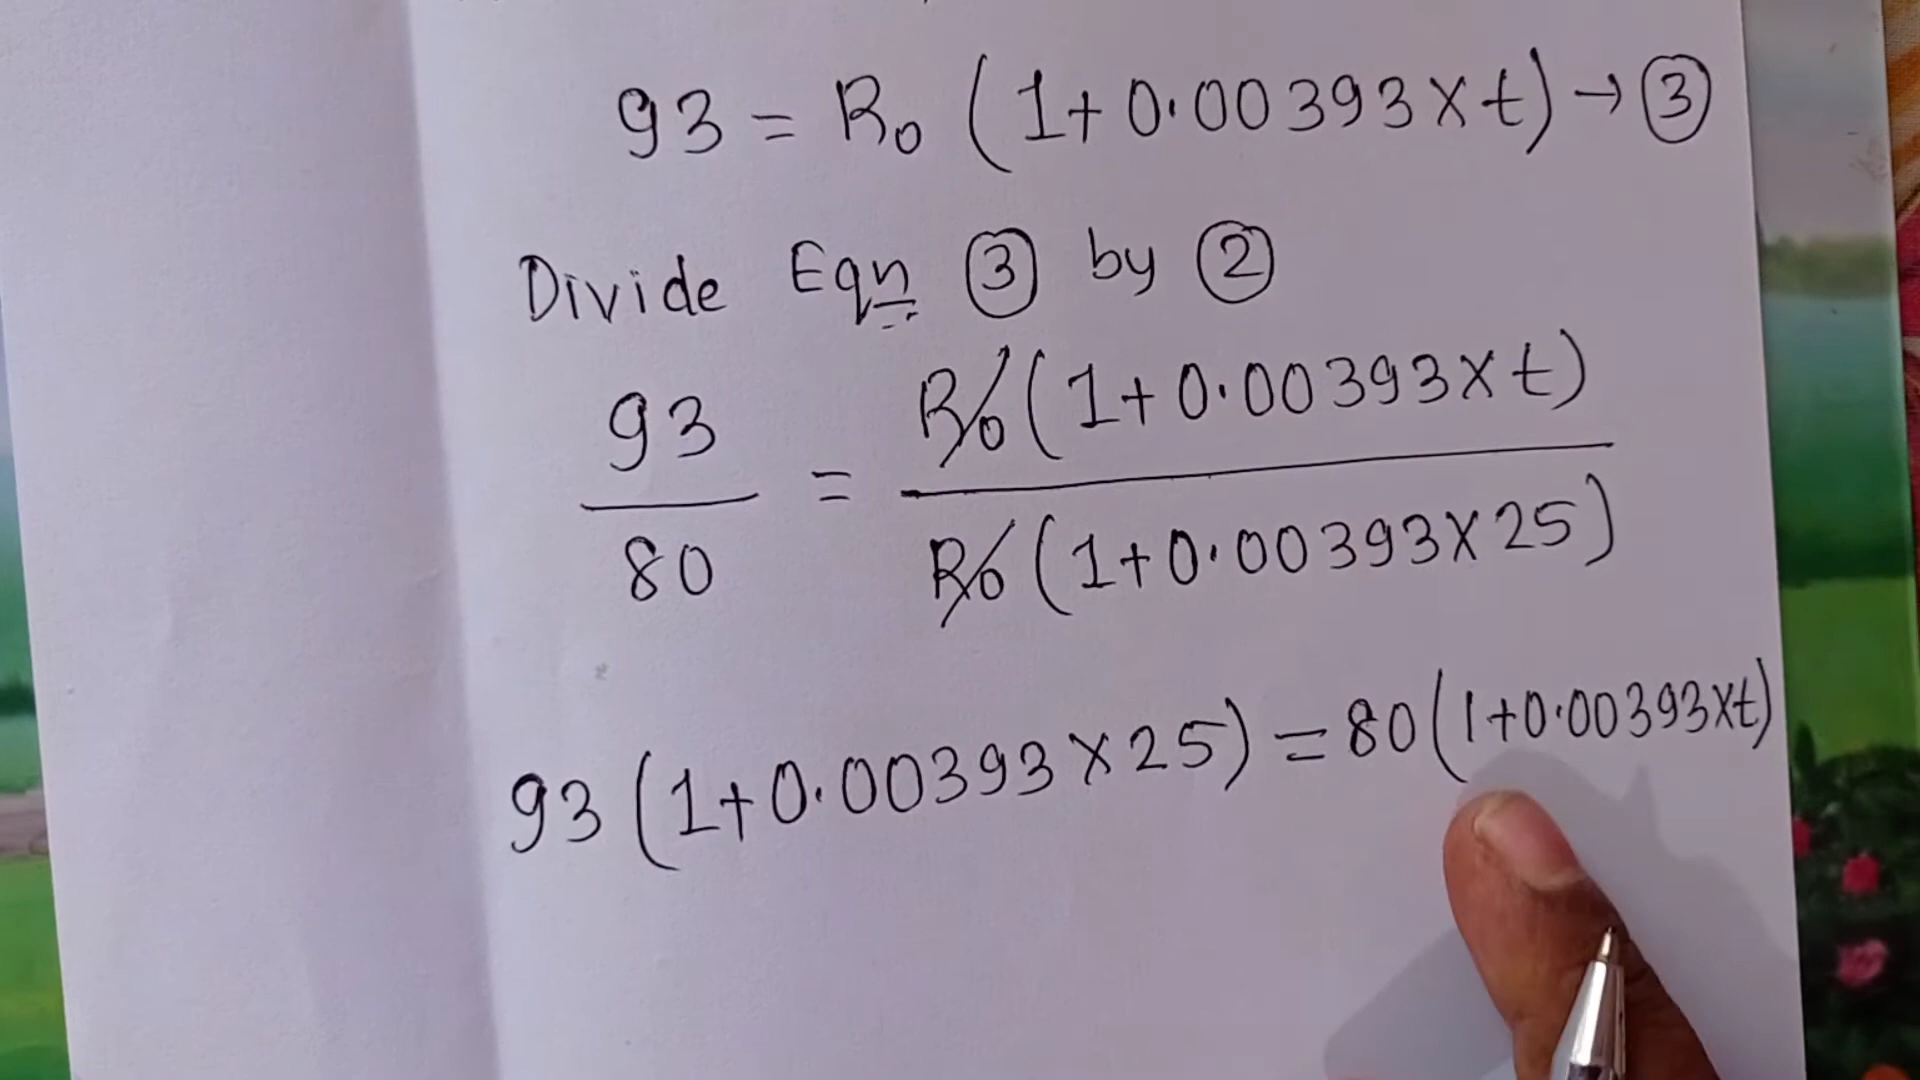 93 = R₀ (1+0.00393×t) → ③
Divide Eqn ③ by ②
93/80 = R₀(1+0.00393×t)/R₀(1+0.00393×25)
93(1+0.00393×25) = 80(1+0.00393×t)